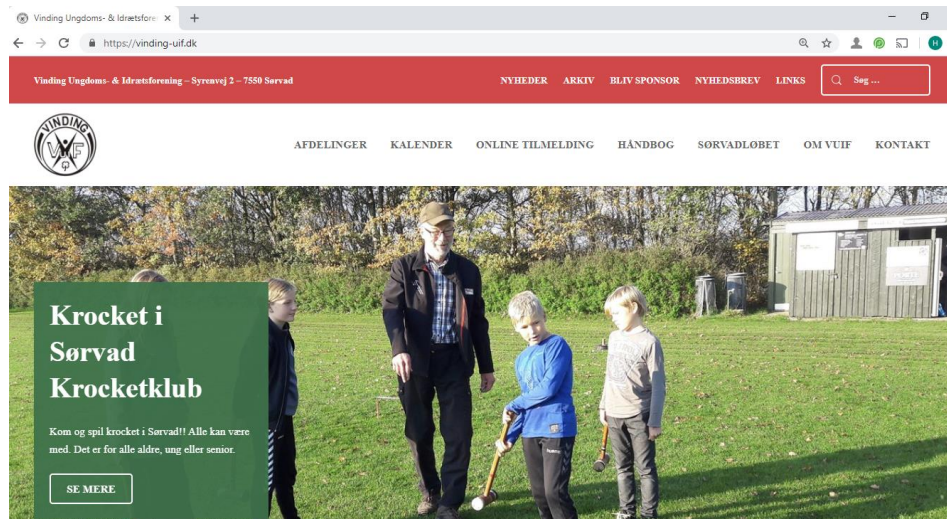 Vinding Ungdoms- & Idrætsfore
https://vinding-uif.dk
H
Vinding Ungdoms- & Idrætsforening – Syrenvej 2 – 7550 Sørvad
NYHEDER ARKIV BLIV SPONSOR NYHEDSBREV LINKS Søg ...
VINDING
VUIF
AFDELINGER KALENDER ONLINE TILMELDING HÅNDBOG SØRVADLØBET OM VUIF KONTAKT
Krocket i
Sørvad
Krocketklub
Kom og spil krocket i Sørvad!! Alle kan være
med. Det er for alle aldre, ung eller senior.
SE MERE